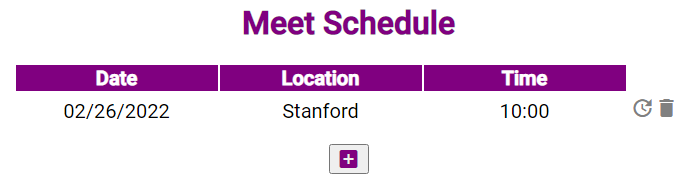 Meet Schedule
Date Location Time
02/26/2022 Stanford 10:00